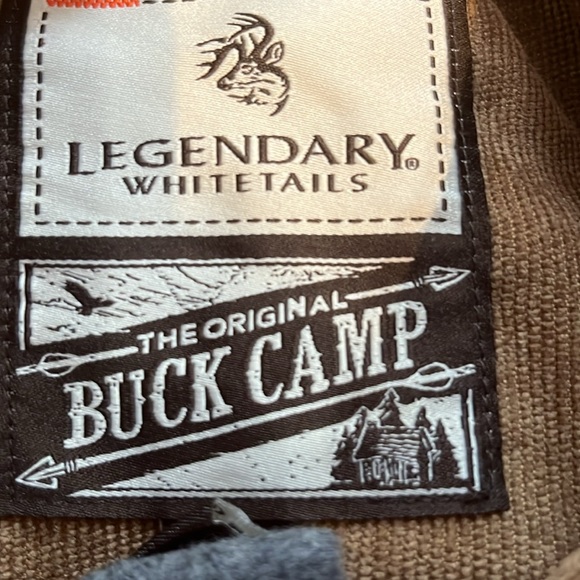 LEGENDARY®
WHITETAILS
THE ORIGINAL
BUCK CAMP